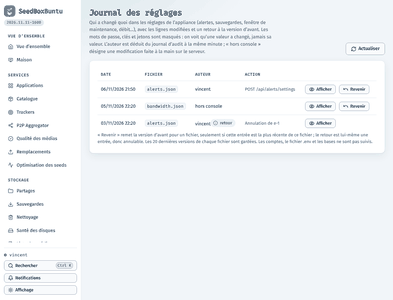 SeedBoxBuntu
VUE D'ENSEMBLE
Vue d'ensemble
Maison
SERVICES
Applications
Catalogue
Trackers
P2P Aggregator
Qualité des médias
Remplacements
Optimisation des seeds
STOCKAGE
Partages
Sauvegardes
Nettoyage
Santé des disques
vincent
Rechercher Ctrl K
Notifications
Affichage
Journal des réglages
Qui a changé quoi dans les réglages de l'appliance (alertes, sauvegardes, fenêtre de
maintenance, débit…), avec les lignes modifiées et un retour à la version d'avant. Les
mots de passe, clés et jetons sont masqués : on voit qu'une valeur a changé, jamais sa
valeur. L'auteur est déduit du journal d'audit à la même minute ; « hors console »
désigne une modification faite à la main sur le serveur.
Actualiser
DATE FICHIER AUTEUR ACTION
06/11/2026 21:50 alerts.json vincent POST /api/alerts/settings Afficher Revenir
05/11/2026 22:20 bandwidth.json hors console Afficher Revenir
03/11/2026 22:20 alerts.json vincent retour Annulation de Afficher
« Revenir » remet la version d'avant pour un fichier, seulement si cette entrée est la plus récente de ce fichier ; le retour est lui-même
entrée, donc annulable. Les 20 dernières versions de chaque fichier sont gardées. Les comptes, le fichier .env et les bases ne sont pas suivis.